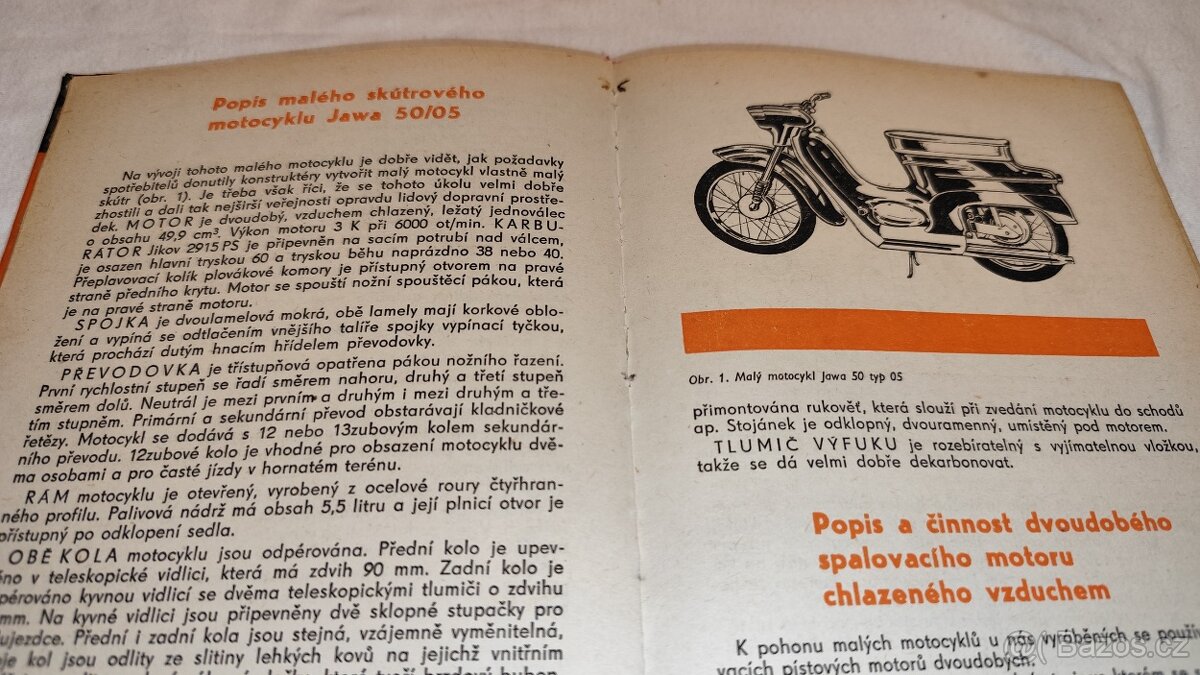 Popis malého skútrového
motocyklu Jawa 50/05
Na vývoji tohoto malého motocyklu je dobře vidět, jak požadavky
spotřebitelů donutily konstruktéry vytvořit malý motocykl vlastně malý
skútr (obr. 1). Je třeba však říci, že se tohoto úkolu velmi dobře
zhostili a dali tak nejširší veřejnosti opravdu lidový dopravní prostře-
dek. MOTOR je dvoudobý, vzduchem chlazený, ležatý jednoválec
o obsahu 49,9 cm³. Výkon motoru 3 K při 6000 ot/min. KARBU-
RÁTOR Jikov 2915 PS je připevněn na sacím potrubí nad válcem,
je osazen hlavní tryskou 60 a tryskou běhu naprázdno 38 nebo 40.
Přeplavovací kolík plovákové komory je přístupný otvorem na pravé
straně předního krytu. Motor se spouští nožní spouštěcí pákou, která
je na pravé straně motoru.
SPOJKA je dvoulamelová mokrá, obě lamely mají korkové oblo-
žení a vypíná se odtlačením vnějšího talíře spojky vypínací tyčkou,
která prochází dutým hnacím hřídelem převodovky.
PŘEVODOVKA je třístupňová opatřena pákou nožního řazení.
První rychlostní stupeň se řadí směrem nahoru, druhý a třetí stupeň
směrem dolů. Neutrál je mezi prvním a druhým i mezi druhým a tře-
tím stupněm. Primární a sekundární převod obstarávají kladničkové
řetězy. Motocykl se dodává s 12 nebo 13zubovým kolem sekundár-
ního převodu. 12zubové kolo je vhodné pro obsazení motocyklu dvě-
ma osobami a pro časté jízdy v hornatém terénu.
RÁM motocyklu je otevřený, vyrobený z ocelové roury čtyřhran-
ného profilu. Palivová nádrž má obsah 5,5 litru a její plnicí otvor je
přístupný po odklopení sedla.
OBĚ KOLA motocyklu jsou odpérována. Přední kolo je upev-
něno v teleskopické vidlici, která má zdvih 90 mm. Zadní kolo je
odpérováno kyvnou vidlicí se dvěma teleskopickými tlumiči o zdvihu
mm. Na kyvné vidlici jsou připevněny dvě sklopné stupačky pro
spolujezdce. Přední i zadní kola jsou stejná, vzájemně vyměnitelná,
kol jsou odlity ze slitiny lehkých kovů na jejichž vnitřním
Obr. 1. Malý motocykl Jawa 50 typ 05
přimontována rukověť, která slouží při zvedání motocyklu do schodů
ap. Stojánek je odklopný, dvouramenný, umístěný pod motorem.
TLUMIČ VÝFUKU je rozebíratelný s vyjímatelnou vložkou,
takže se dá velmi dobře dekarbonovat.
Popis a činnost dvoudobého
spalovacího motoru
chlazeného vzduchem
K pohonu malých motocyklů u nás vyráběných se použí-
vacích pístových motorů dvoudobých.
Bazos.cz